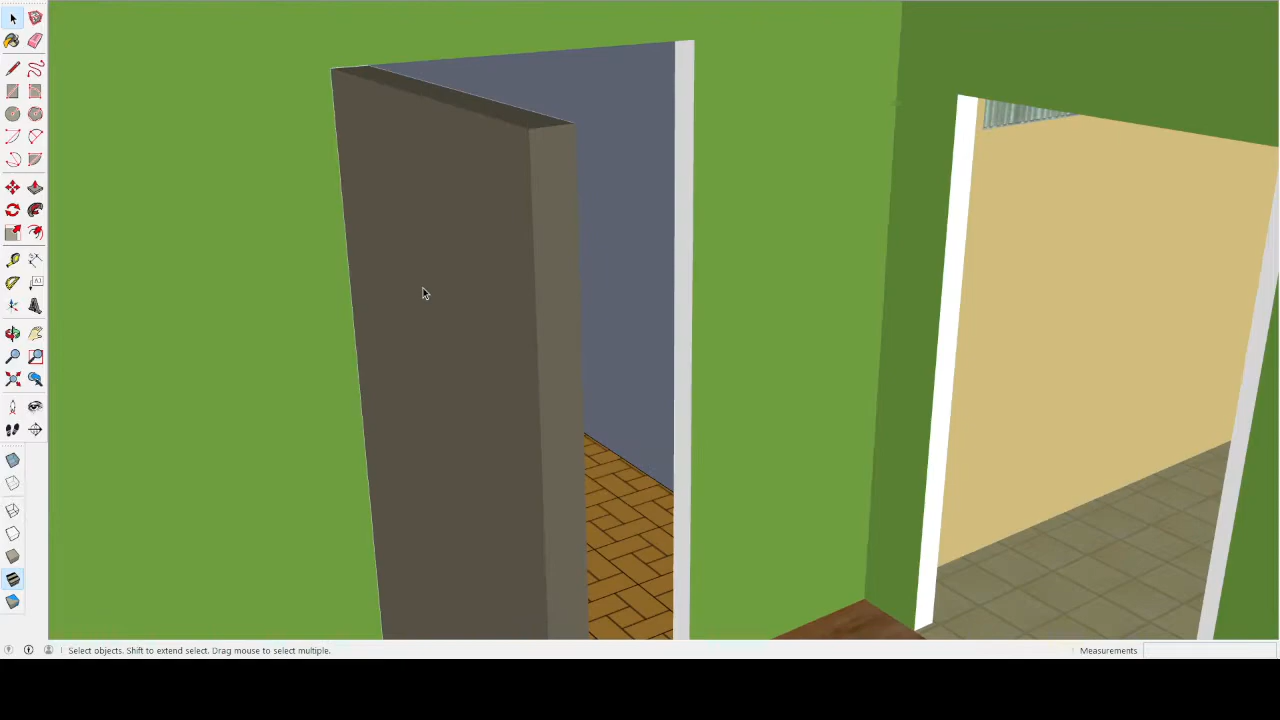 Select objects. Shift to extend select. Drag mouse to select multiple.
Measurements